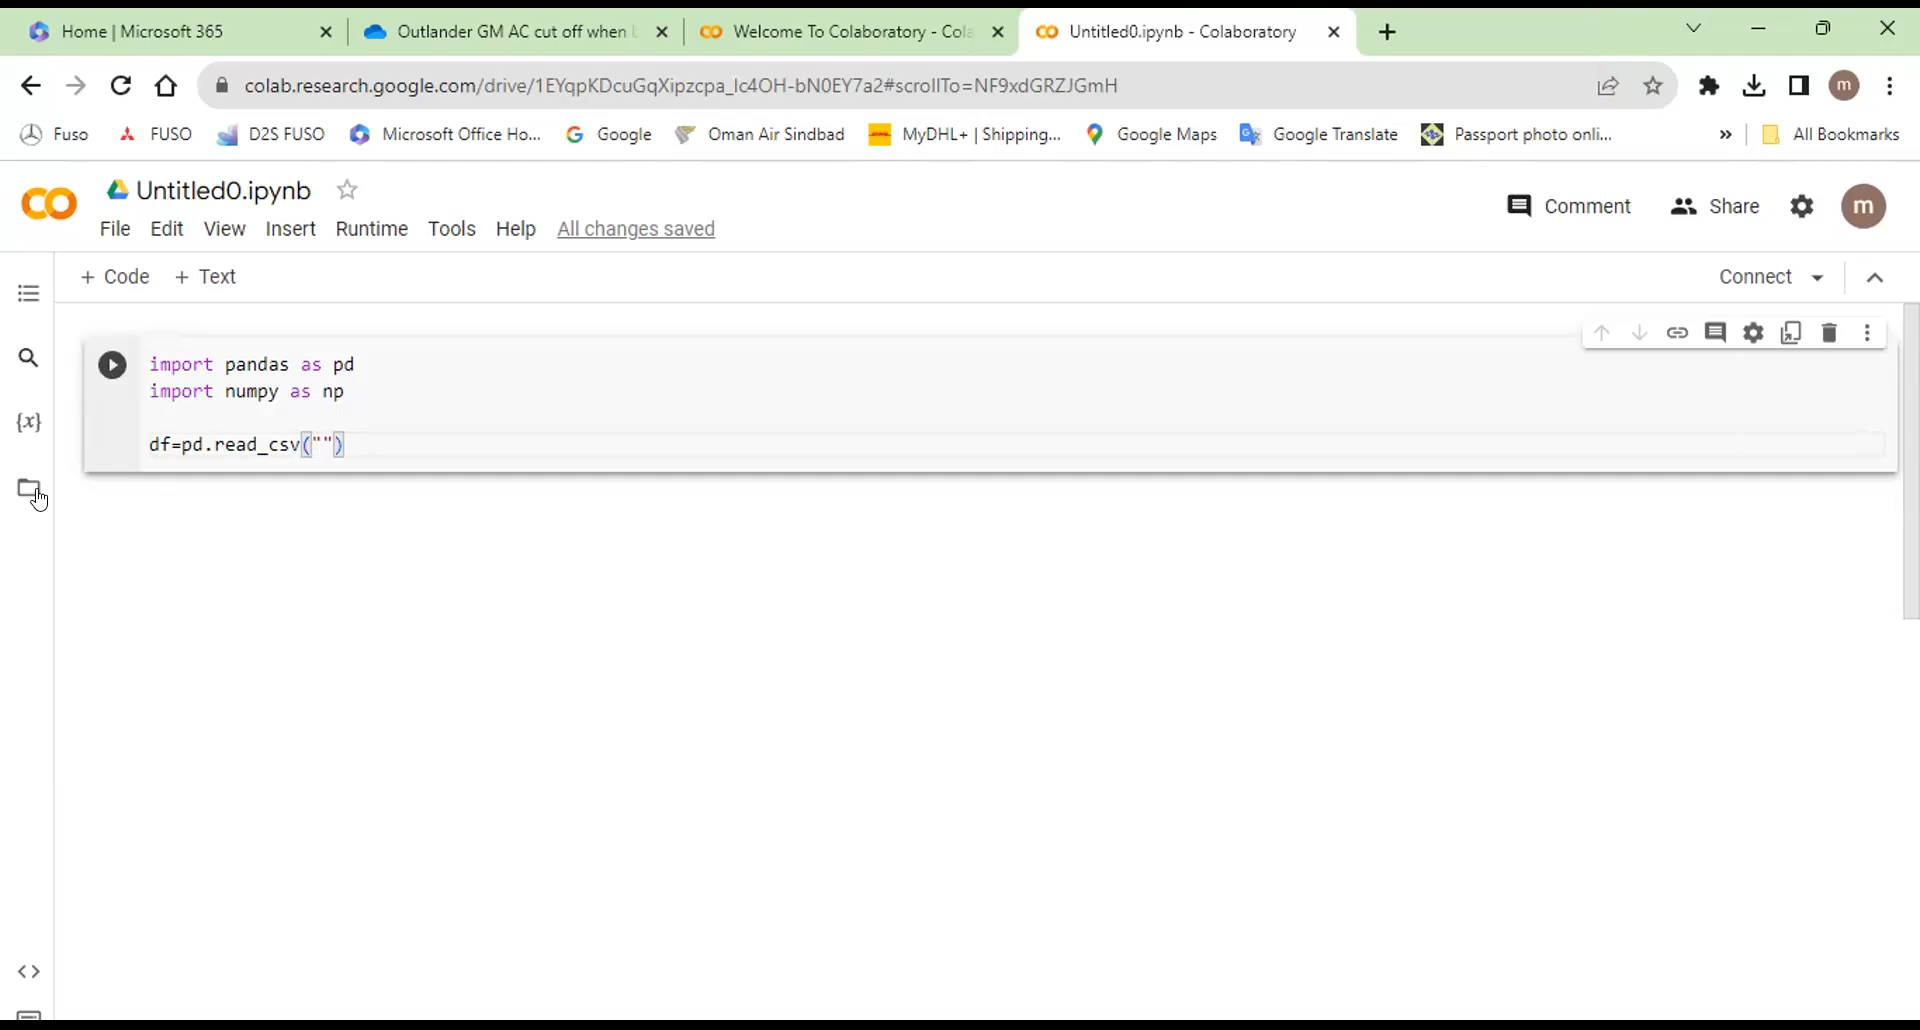 Home | Microsoft 365
Outlander GM AC cut off when
Welcome To Colaboratory - Cola
Untitled0.ipynb - Colaboratory
colab.research.google.com/drive/1EYqpKDcuGqXipzcpa_lc4OH-bN0EY7a2#scrollTo=NF9xdGRZJGmH
m
Fuso
FUSO
D2S FUSO
Microsoft Office Ho...
Google
Oman Air Sindbad
MyDHL+ | Shipping...
Google Maps
Google Translate
Passport photo onli...
»
All Bookmarks
CO
Untitled0.ipynb
Comment
Share
m
File Edit View Insert Runtime Tools Help All changes saved
+ Code + Text
Connect
import pandas as pd
import numpy as np
{x}
df=pd.read_csv("")
<>